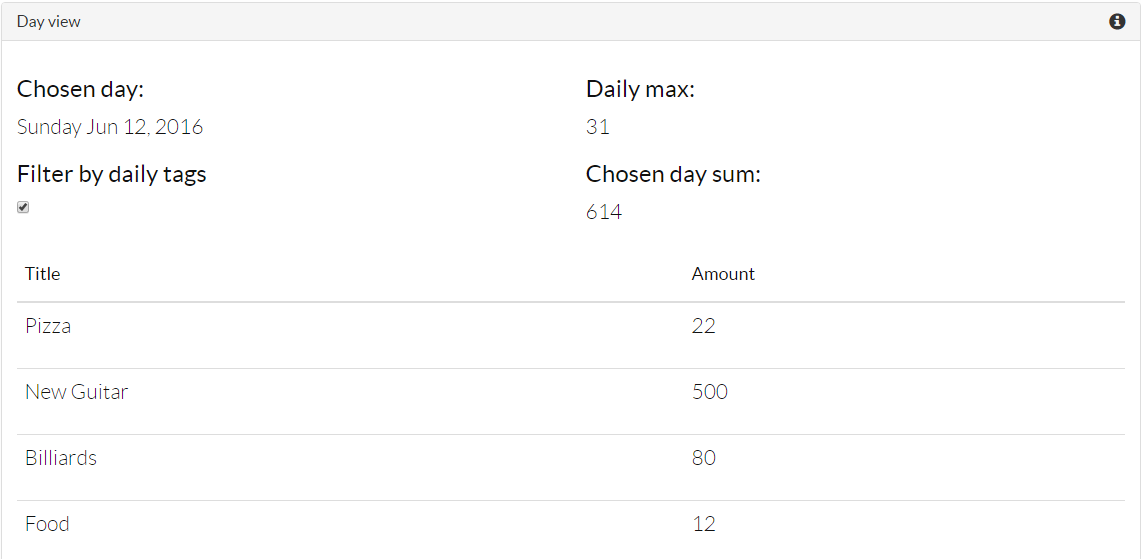 Day view
Chosen day:
Sunday Jun 12, 2016
Daily max:
31
Filter by daily tags
Chosen day sum:
614
Title Amount
Pizza 22
New Guitar 500
Billiards 80
Food 12